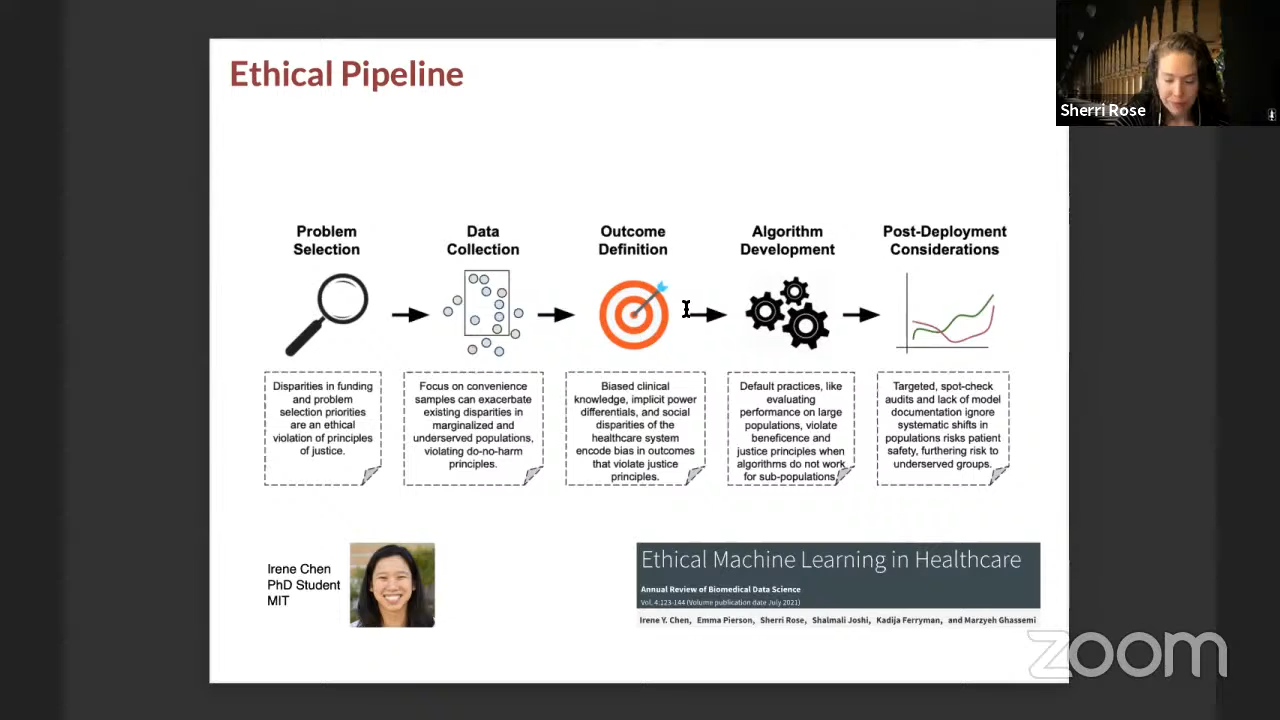 Ethical Pipeline
Sherri Rose
Problem
Selection
Data
Collection
Outcome
Definition
Algorithm
Development
Post-Deployment
Considerations
Disparities in funding
and problem
selection priorities
are an ethical
violation of principles
of justice.
Focus on convenience
samples can exacerbate
existing disparities in
marginalized and
underserved populations,
violating do-no-harm
principles.
Biased clinical
knowledge, implicit power
differentials, and social
disparities of the
healthcare system
encode bias in outcomes
that violate justice
principles.
Default practices, like
evaluating
performance on large
populations, violate
beneficence and
justice principles when
algorithms do not work
for sub-populations.
Targeted, spot-check
audits and lack of model
documentation ignore
systematic shifts in
populations risks patient
safety, furthering risk to
underserved groups.
Irene Chen
PhD Student
MIT
Ethical Machine Learning in Healthcare
Annual Review of Biomedical Data Science
Vol. 4:123-144 (Volume publication date July 2021)
Irene Y. Chen, Emma Pierson, Sherri Rose, Shalmali Joshi, Kadija Ferryman, and Marzyeh Ghassemi
zoom